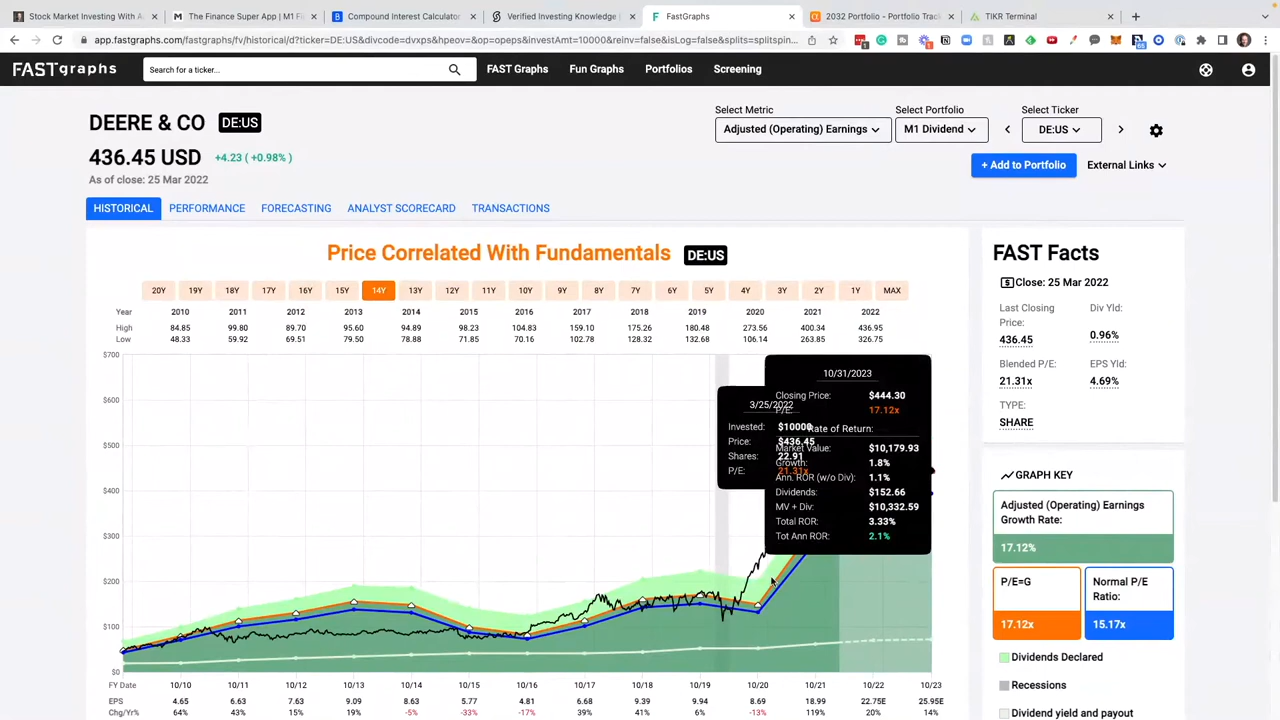 Stock Market Investing With A
The Finance Super App | M1 Fi
Compound Interest Calculator
Verified Investing Knowledge |
FastGraphs
2032 Portfolio - Portfolio Track
TIKR Terminal
app.fastgraphs.com/fastgraphs/fv/historical/d?ticker=DE:US&divcode=dvxps&hpeov=&op=opeps&investAmt=10000&reinv=false&isLog=false&splits=splitspin...
FASTgraphs
Search for a ticker...
FAST Graphs
Fun Graphs
Portfolios
Screening
DEERE & CO DE:US
436.45 USD +4.23 ( +0.98% )
As of close: 25 Mar 2022
Select Metric
Adjusted (Operating) Earnings
Select Portfolio
M1 Dividend
Select Ticker
DE:US
+ Add to Portfolio
External Links
HISTORICAL PERFORMANCE FORECASTING ANALYST SCORECARD TRANSACTIONS
Price Correlated With Fundamentals DE:US
20Y 19Y 18Y 17Y 16Y 15Y 14Y 13Y 12Y 11Y 10Y 9Y 8Y 7Y 6Y 5Y 4Y 3Y 2Y 1Y MAX
Year 2010 2011 2012 2013 2014 2015 2016 2017 2018 2019 2020 2021 2022
High 84.85 99.80 89.70 95.60 94.89 98.23 104.83 159.10 175.26 180.48 273.56 400.34 436.95
Low 48.33 59.92 69.51 79.50 78.88 71.85 70.16 102.78 128.32 132.68 106.14 263.85 326.75
$700
$600
$500
$400
$300
$200
$100
$0
3/25/2022
Invested: $10000
Price: $436.45
Shares: 22.91
P/E: 21.31x
10/31/2023
Closing Price: $444.30
P/E: 17.12x
Rate of Return:
Market Value: $10,179.93
Growth: 1.8%
Ann. ROR (w/o Div): 1.1%
Dividends: $152.66
MV + Div: $10,332.59
Total ROR: 3.33%
Tot Ann ROR: 2.1%
FY Date 10/10 10/11 10/12 10/13 10/14 10/15 10/16 10/17 10/18 10/19 10/20 10/21 10/22 10/23
EPS 4.65 6.63 7.63 9.09 8.63 5.77 4.81 6.68 9.39 9.94 8.69 18.99 22.75E 25.95E
Chg/Yr% 64% 43% 15% 19% -5% -33% -17% 39% 41% 6% -13% 119% 20% 14%
FAST Facts
Close: 25 Mar 2022
Last Closing Price:
436.45
Div Yld:
0.96%
Blended P/E:
21.31x
EPS Yld:
4.69%
TYPE:
SHARE
GRAPH KEY
Adjusted (Operating) Earnings
Growth Rate:
17.12%
P/E=G
17.12x
Normal P/E
Ratio:
15.17x
Dividends Declared
Recessions
Dividend yield and payout